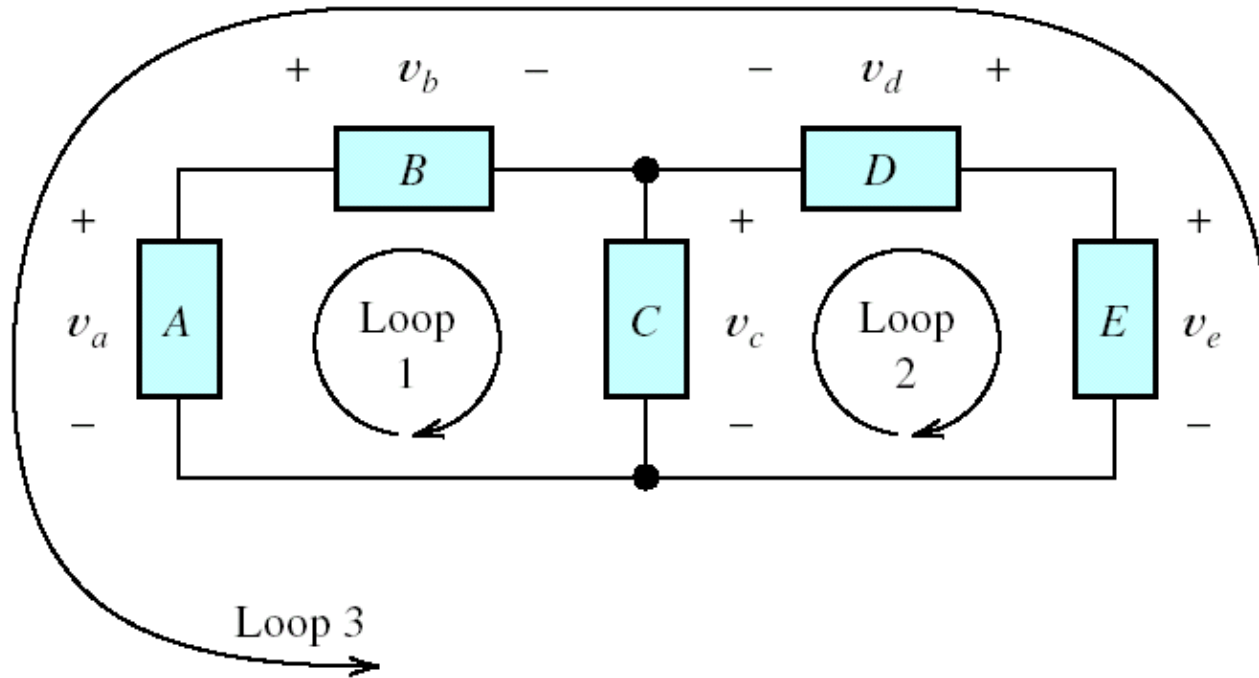 + v_b − − v_d +
B D
+ + +
v_a A Loop 1 C v_c Loop 2 E v_e
− − −
Loop 3